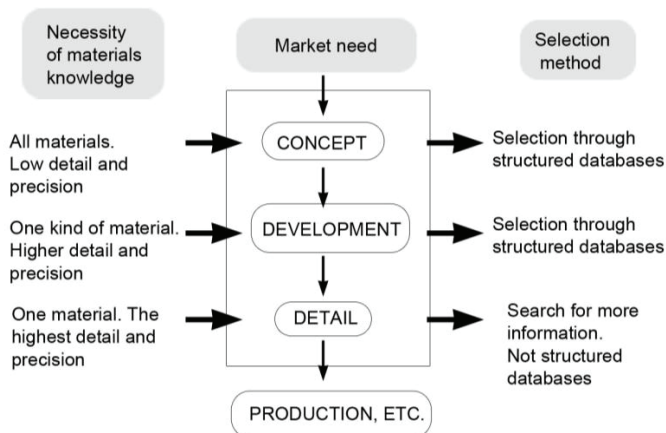 Necessity
of materials
knowledge
Market need
Selection
method
All materials.
Low detail and
precision
CONCEPT
Selection through
structured databases
One kind of material.
Higher detail and
precision
DEVELOPMENT
Selection through
structured databases
One material. The
highest detail and
precision
DETAIL
Search for more
information.
Not structured
databases
PRODUCTION, ETC.